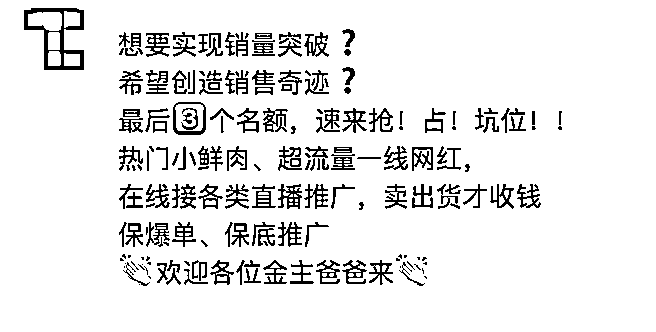 想要实现销量突破❓
希望创造销售奇迹❓
最后3️⃣个名额，速来抢！占！坑位！！
热门小鲜肉、超流量一线网红，
在线接各类直播推广，卖出货才收钱
保爆单、保底推广
👏欢迎各位金主爸爸来👏